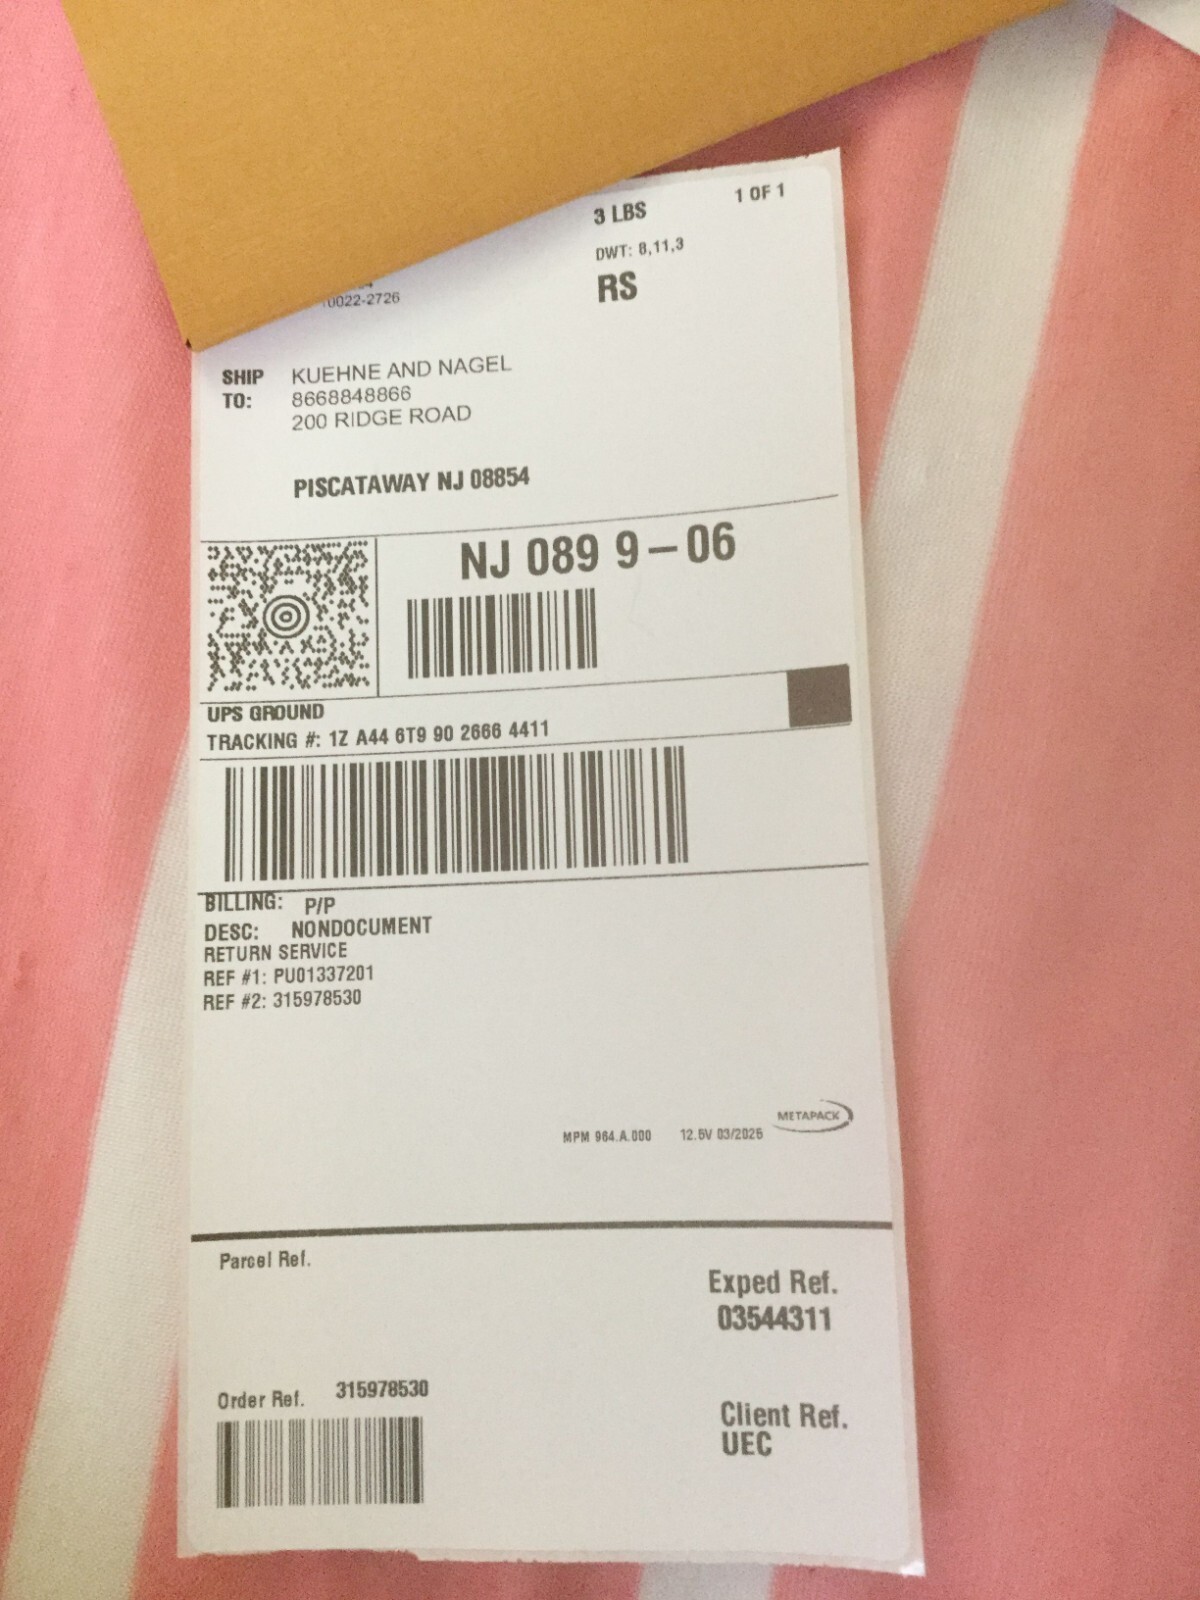 3 LBS
1 OF 1
DWT: 8,11,3
RS
10022-2726
SHIP TO:
KUEHNE AND NAGEL
8668848866
200 RIDGE ROAD
PISCATAWAY NJ 08854
NJ 089 9-06
UPS GROUND
TRACKING #: 1Z A44 6T9 90 2666 4411
BILLING: P/P
DESC: NONDOCUMENT
RETURN SERVICE
REF #1: PU01337201
REF #2: 315978530
METAPACK
MPM 964.A.000 12.5V 03/2025
Parcel Ref.
Exped Ref.
03544311
Order Ref. 315978530
Client Ref.
UEC